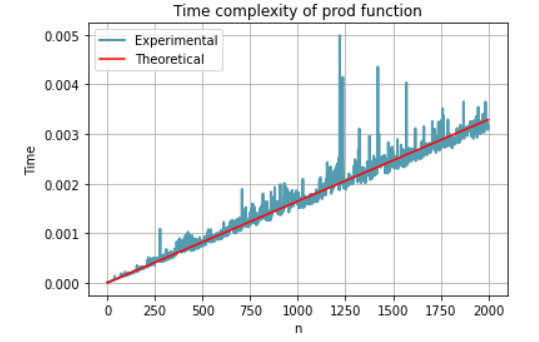 Time complexity of prod function
Experimental
Theoretical
0.005
0.004
0.003
0.002
0.001
0.000
Time
0 250 500 750 1000 1250 1500 1750 2000
n